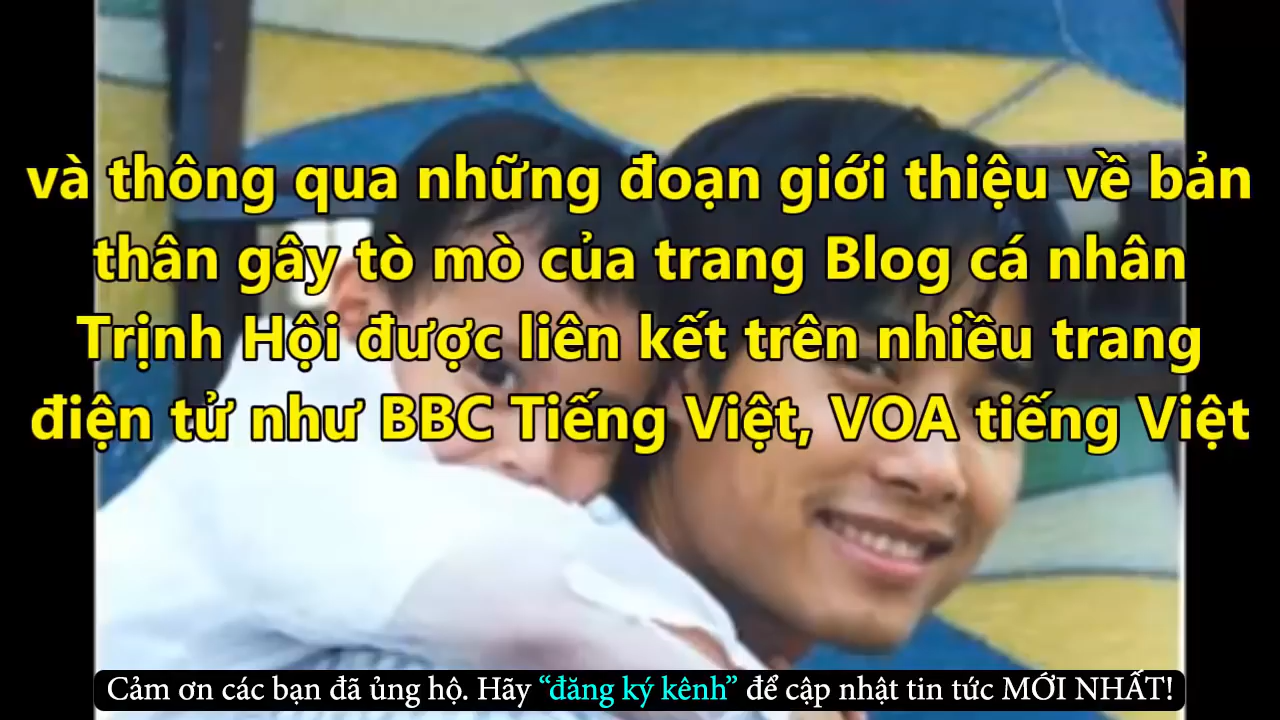 và thông qua những đoạn giới thiệu về bản
thân gây tò mò của trang Blog cá nhân
Trịnh Hội được liên kết trên nhiều trang
điện tử như BBC Tiếng Việt, VOA tiếng Việt
Cảm ơn các bạn đã ủng hộ. Hãy “đăng ký kênh” để cập nhật tin tức MỚI NHẤT!